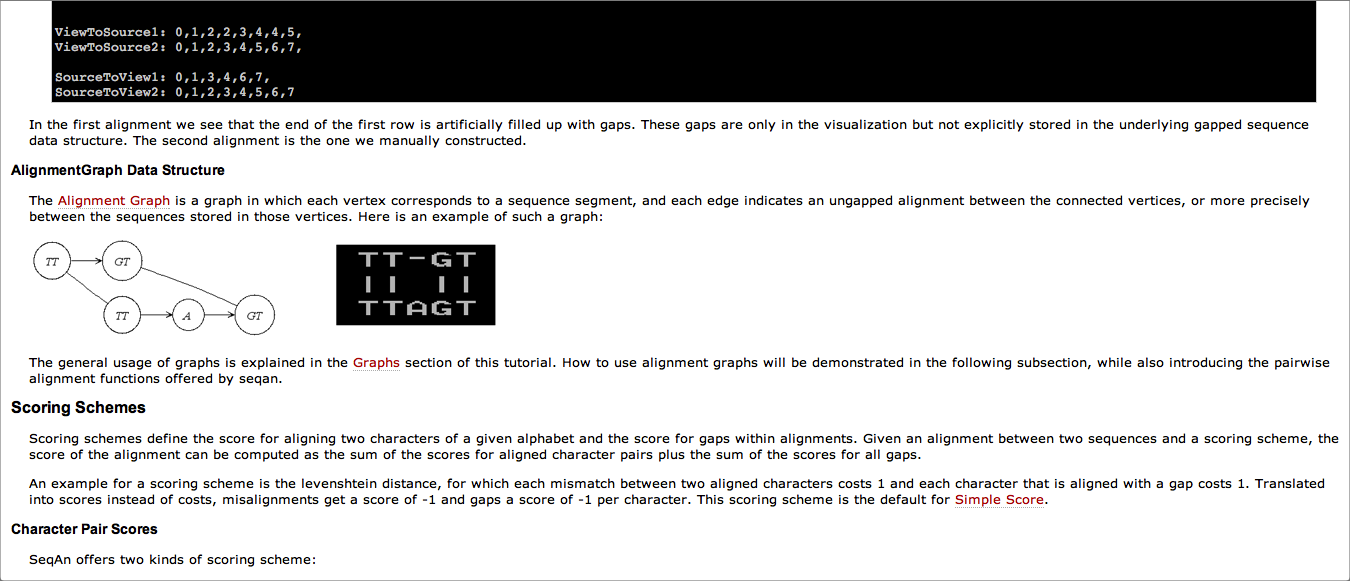 ViewToSource1: 0,1,2,2,3,4,4,5,
ViewToSource2: 0,1,2,3,4,5,6,7,
SourceToView1: 0,1,3,4,6,7,
SourceToView2: 0,1,2,3,4,5,6,7
In the first alignment we see that the end of the first row is artificially filled up with gaps. These gaps are only in the visualization but not explicitly stored in the underlying gapped sequence
data structure. The second alignment is the one we manually constructed.
AlignmentGraph Data Structure
The Alignment Graph is a graph in which each vertex corresponds to a sequence segment, and each edge indicates an ungapped alignment between the connected vertices, or more precisely
between the sequences stored in those vertices. Here is an example of such a graph:
TT GT
TT A GT
TT-GT
|| ||
TTAGT
The general usage of graphs is explained in the Graphs section of this tutorial. How to use alignment graphs will be demonstrated in the following subsection, while also introducing the pairwise
alignment functions offered by seqan.
Scoring Schemes
Scoring schemes define the score for aligning two characters of a given alphabet and the score for gaps within alignments. Given an alignment between two sequences and a scoring scheme, the
score of the alignment can be computed as the sum of the scores for aligned character pairs plus the sum of the scores for all gaps.
An example for a scoring scheme is the levenshtein distance, for which each mismatch between two aligned characters costs 1 and each character that is aligned with a gap costs 1. Translated
into scores instead of costs, misalignments get a score of -1 and gaps a score of -1 per character. This scoring scheme is the default for Simple Score.
Character Pair Scores
SeqAn offers two kinds of scoring scheme: